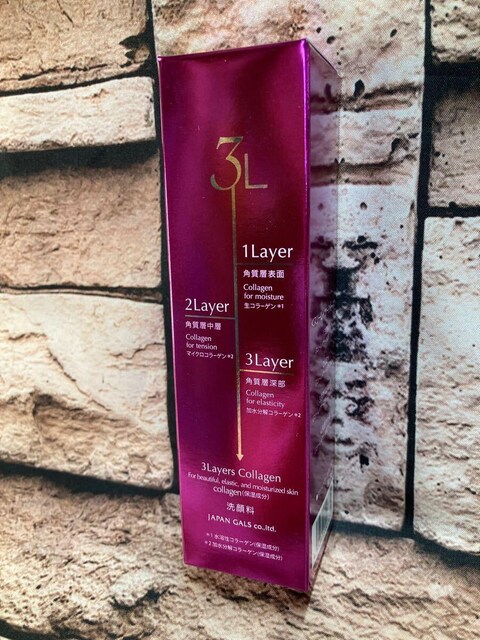 3L
1Layer
角質層表面
Collagen
for moisture
生コラーゲン※1
2Layer
角質層中層
Collagen
for tension
マイクロコラーゲン※2
3Layer
角質層深部
Collagen
for elasticity
加水分解コラーゲン※2
3Layers Collagen
For beautiful, elastic, and moisturized skin
collagen(保湿成分)
洗顔料
JAPAN GALS co.,ltd.
※1 水溶性コラーゲン(保湿成分)
※2 加水分解コラーゲン(保湿成分)